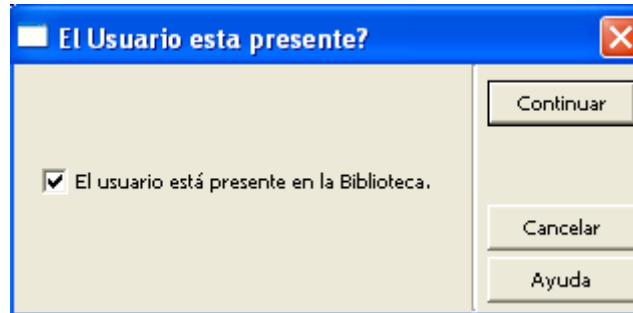 El Usuario esta presente?
Continuar
El usuario está presente en la Biblioteca.
Cancelar
Ayuda